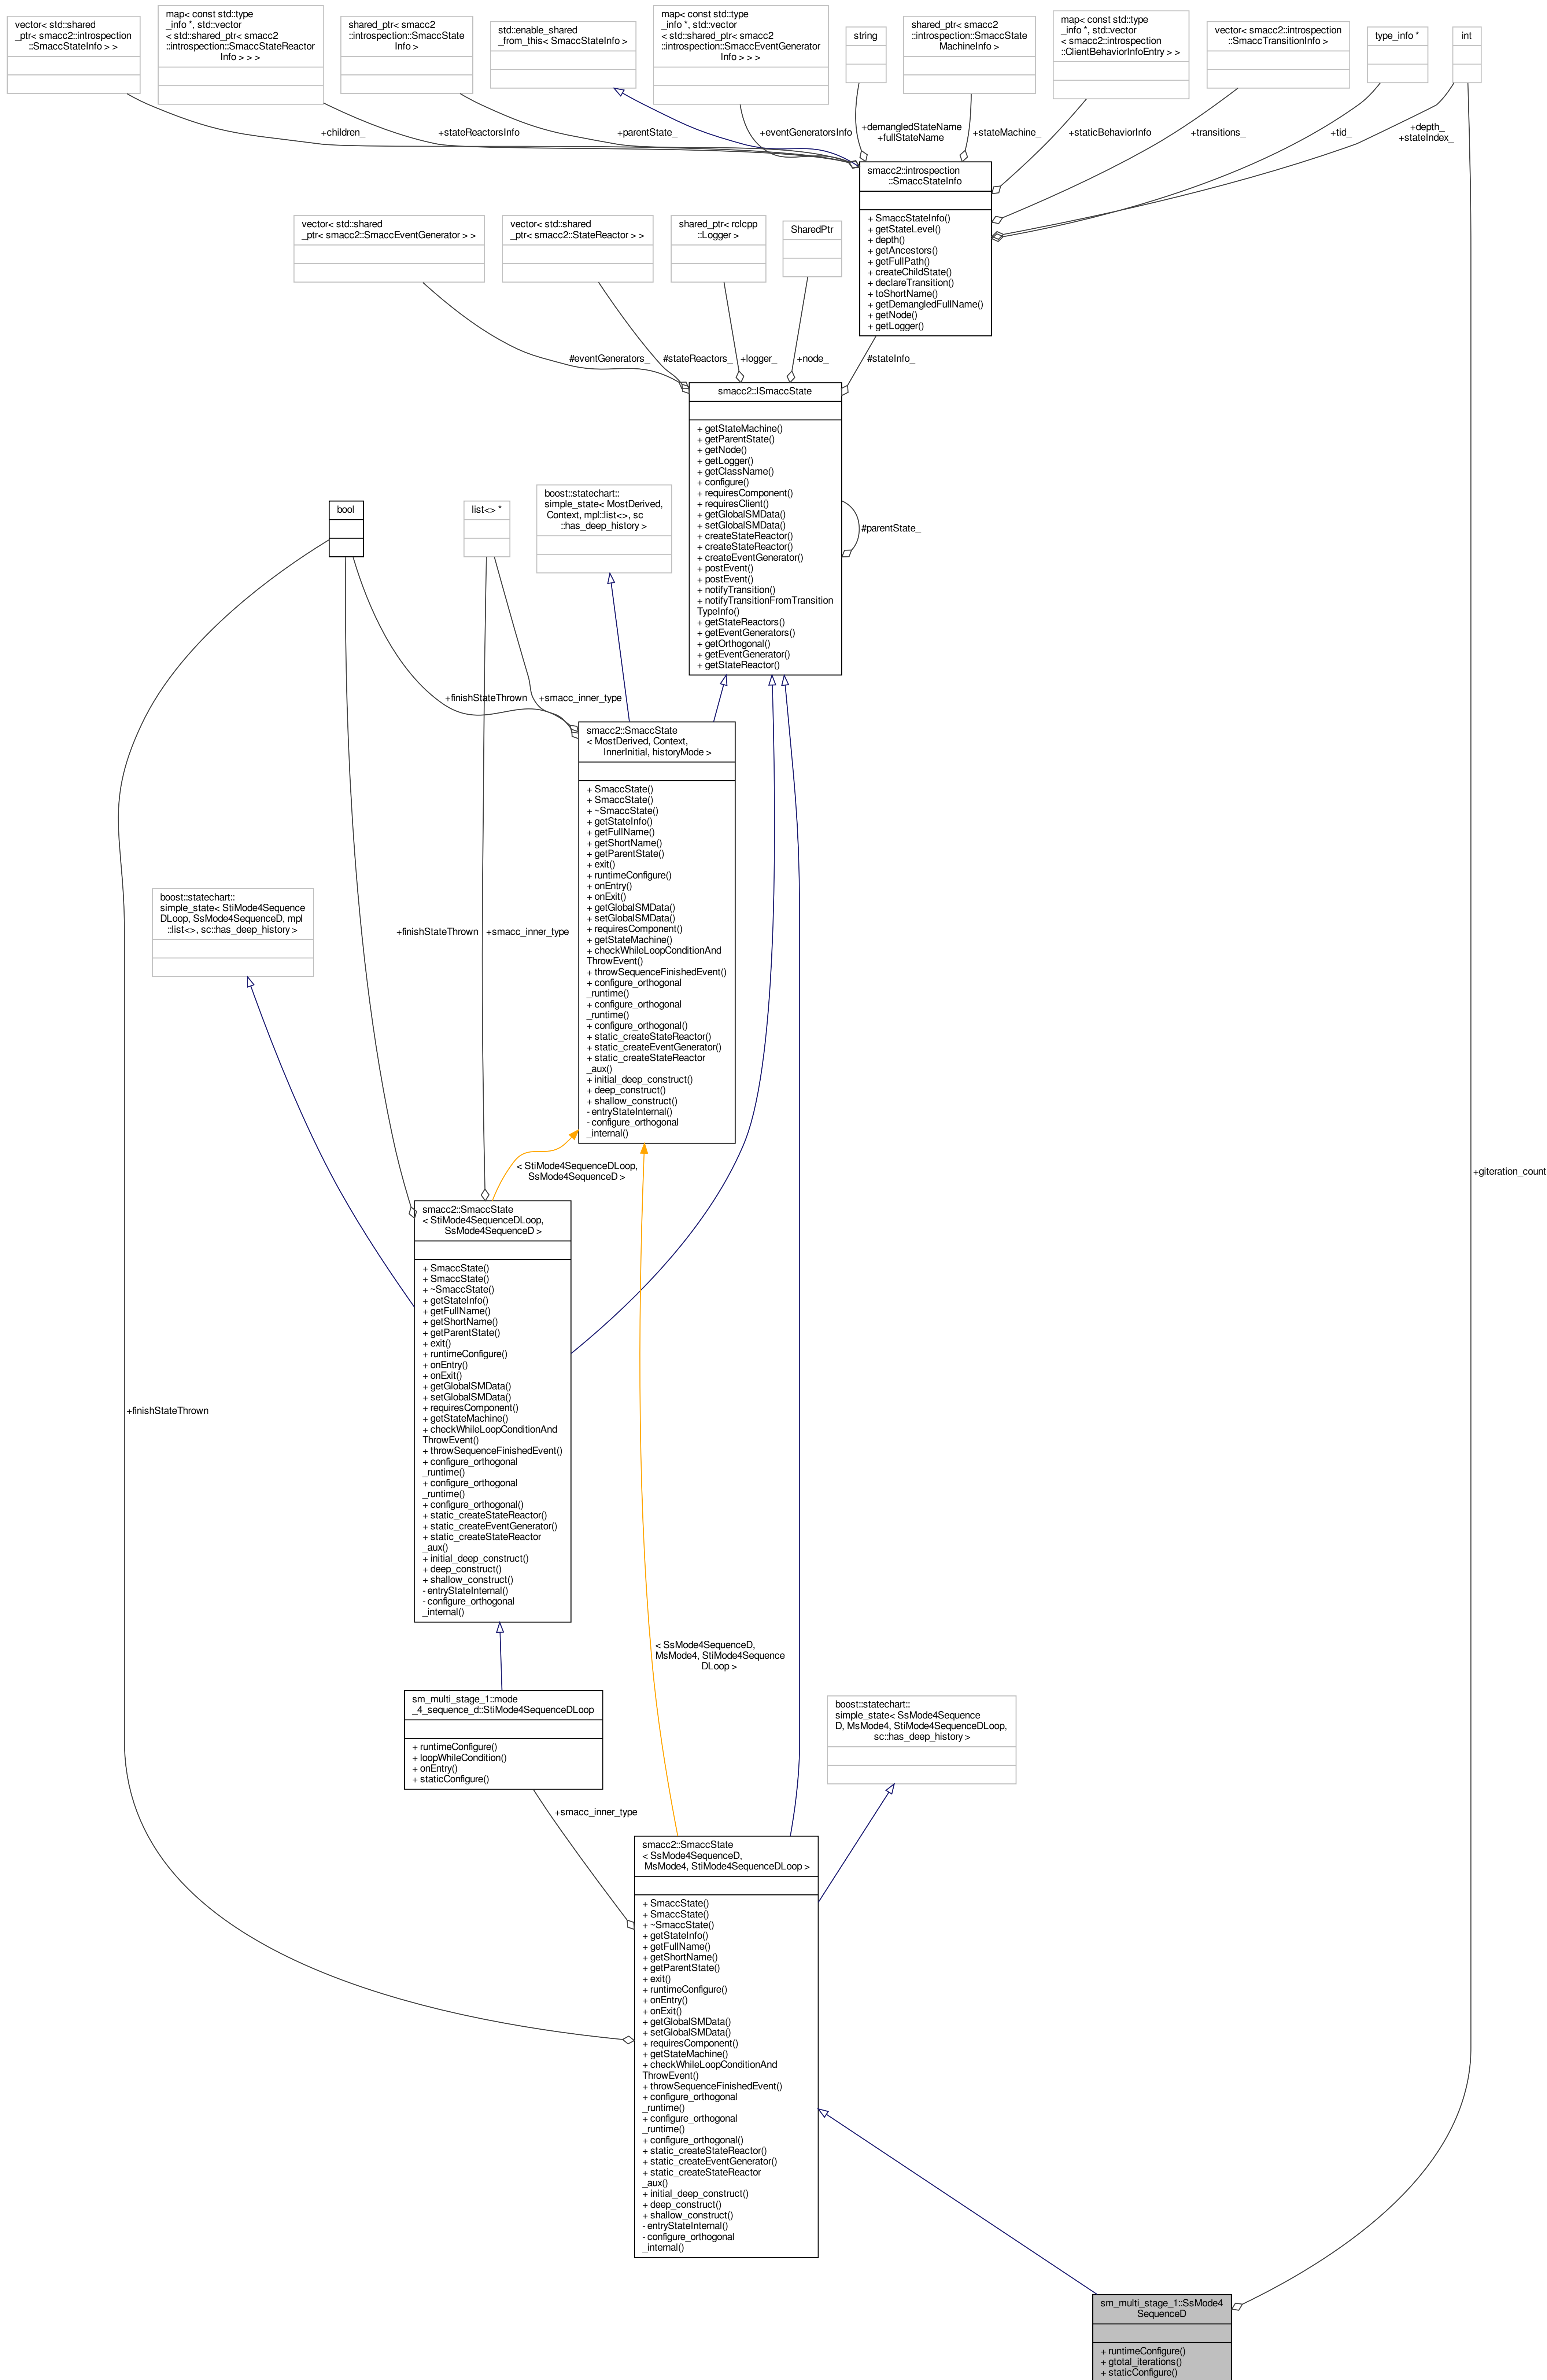 vector< std::shared
_ptr< smacc2::introspection
::SmaccStateInfo > >
map< const std::type
_info *, std::vector
< std::shared_ptr< smacc2
::introspection::SmaccStateReactor
Info > > >
shared_ptr< smacc2
::introspection::SmaccState
Info >
std::enable_shared
_from_this< SmaccStateInfo >
map< const std::type
_info *, std::vector
< std::shared_ptr< smacc2
::introspection::SmaccEventGenerator
Info > > >
string
shared_ptr< smacc2
::introspection::SmaccState
MachineInfo >
map< const std::type
_info *, std::vector
< smacc2::introspection
::ClientBehaviorInfoEntry > >
vector< smacc2::introspection
::SmaccTransitionInfo >
type_info *
int
+children_
+stateReactorsInfo
+parentState_
+eventGeneratorsInfo
+demangledStateName
+fullStateName
+stateMachine_
+staticBehaviorInfo
+transitions_
+tid_
+depth_
+stateIndex_
smacc2::introspection
::SmaccStateInfo
+ SmaccStateInfo()
+ getStateLevel()
+ depth()
+ getAncestors()
+ getFullPath()
+ createChildState()
+ declareTransition()
+ toShortName()
+ getDemangledFullName()
+ getNode()
+ getLogger()
vector< std::shared
_ptr< smacc2::SmaccEventGenerator > >
vector< std::shared
_ptr< smacc2::StateReactor > >
shared_ptr< rclcpp
::Logger >
SharedPtr
#eventGenerators_
#stateReactors_
+logger_
+node_
#stateInfo_
smacc2::ISmaccState
+ getStateMachine()
+ getParentState()
+ getNode()
+ getLogger()
+ getClassName()
+ configure()
+ requiresComponent()
+ requiresClient()
+ getGlobalSMData()
+ setGlobalSMData()
+ createStateReactor()
+ createStateReactor()
+ createEventGenerator()
+ postEvent()
+ postEvent()
+ notifyTransition()
+ notifyTransitionFromTransition
TypeInfo()
+ getStateReactors()
+ getEventGenerators()
+ getOrthogonal()
+ getEventGenerator()
+ getStateReactor()
#parentState_
bool
list<> *
boost::statechart::
simple_state< MostDerived,
Context, mpl::list<>, sc
::has_deep_history >
+finishStateThrown
+smacc_inner_type
smacc2::SmaccState
< MostDerived, Context,
InnerInitial, historyMode >
+ SmaccState()
+ SmaccState()
+ ~SmaccState()
+ getStateInfo()
+ getFullName()
+ getShortName()
+ getParentState()
+ exit()
+ runtimeConfigure()
+ onEntry()
+ onExit()
+ getGlobalSMData()
+ setGlobalSMData()
+ requiresComponent()
+ getStateMachine()
+ checkWhileLoopConditionAnd
ThrowEvent()
+ throwSequenceFinishedEvent()
+ configure_orthogonal
_runtime()
+ configure_orthogonal
_runtime()
+ configure_orthogonal()
+ static_createStateReactor()
+ static_createEventGenerator()
+ static_createStateReactor
_aux()
+ initial_deep_construct()
+ deep_construct()
+ shallow_construct()
- entryStateInternal()
- configure_orthogonal
_internal()
boost::statechart::
simple_state< StiMode4Sequence
DLoop, SsMode4SequenceD, mpl
::list<>, sc::has_deep_history >
+finishStateThrown
+smacc_inner_type
+giteration_count
< StiMode4SequenceDLoop,
SsMode4SequenceD >
smacc2::SmaccState
< StiMode4SequenceDLoop,
SsMode4SequenceD >
+ SmaccState()
+ SmaccState()
+ ~SmaccState()
+ getStateInfo()
+ getFullName()
+ getShortName()
+ getParentState()
+ exit()
+ runtimeConfigure()
+ onEntry()
+ onExit()
+ getGlobalSMData()
+ setGlobalSMData()
+ requiresComponent()
+ getStateMachine()
+ checkWhileLoopConditionAnd
ThrowEvent()
+ throwSequenceFinishedEvent()
+ configure_orthogonal
_runtime()
+ configure_orthogonal
_runtime()
+ configure_orthogonal()
+ static_createStateReactor()
+ static_createEventGenerator()
+ static_createStateReactor
_aux()
+ initial_deep_construct()
+ deep_construct()
+ shallow_construct()
- entryStateInternal()
- configure_orthogonal
_internal()
+finishStateThrown
< SsMode4SequenceD,
MsMode4, StiMode4Sequence
DLoop >
sm_multi_stage_1::mode
_4_sequence_d::StiMode4SequenceDLoop
+ runtimeConfigure()
+ loopWhileCondition()
+ onEntry()
+ staticConfigure()
boost::statechart::
simple_state< SsMode4Sequence
D, MsMode4, StiMode4SequenceDLoop,
sc::has_deep_history >
+smacc_inner_type
smacc2::SmaccState
< SsMode4SequenceD,
MsMode4, StiMode4SequenceDLoop >
+ SmaccState()
+ SmaccState()
+ ~SmaccState()
+ getStateInfo()
+ getFullName()
+ getShortName()
+ getParentState()
+ exit()
+ runtimeConfigure()
+ onEntry()
+ onExit()
+ getGlobalSMData()
+ setGlobalSMData()
+ requiresComponent()
+ getStateMachine()
+ checkWhileLoopConditionAnd
ThrowEvent()
+ throwSequenceFinishedEvent()
+ configure_orthogonal
_runtime()
+ configure_orthogonal
_runtime()
+ configure_orthogonal()
+ static_createStateReactor()
+ static_createEventGenerator()
+ static_createStateReactor
_aux()
+ initial_deep_construct()
+ deep_construct()
+ shallow_construct()
- entryStateInternal()
- configure_orthogonal
_internal()
sm_multi_stage_1::SsMode4
SequenceD
+ runtimeConfigure()
+ gtotal_iterations()
+ staticConfigure()